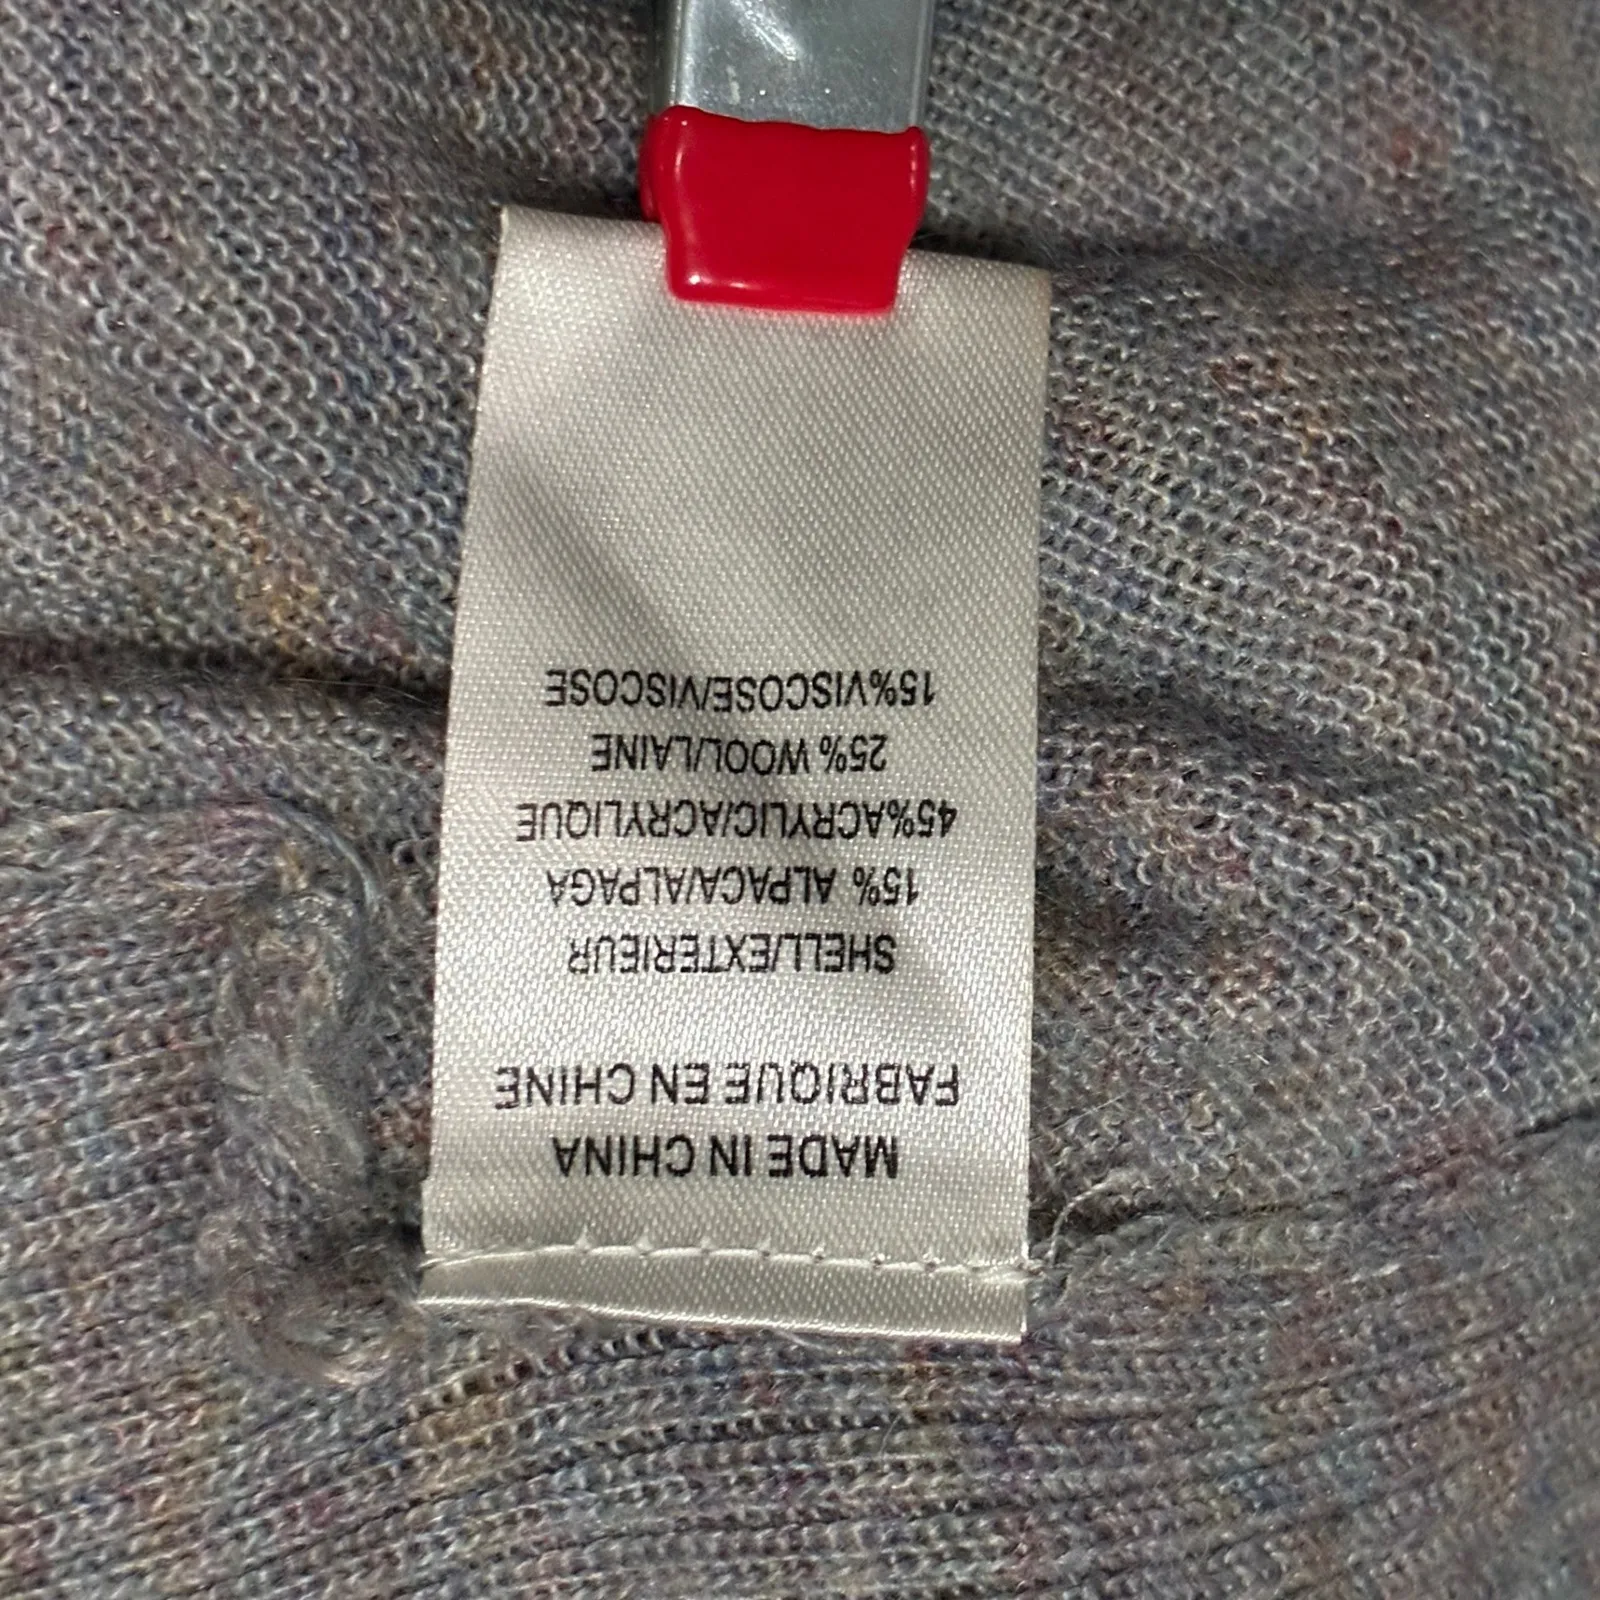 MADE IN CHINA
FABRIQUE EN CHINE
SHELL/EXTERIEUR
15% ALPACA/ALPAGA
45%ACRYLIC/ACRYLIQUE
25% WOOL/LAINE
15%VISCOSE/VISCOSE